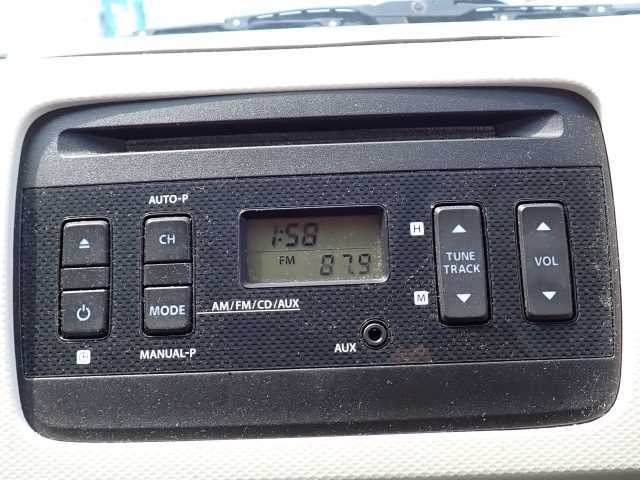 AUTO-P
CH
MODE
MANUAL-P
AM/FM/CD/AUX
1:58
FM 87.9
AUX
H
TUNE
TRACK
M
VOL